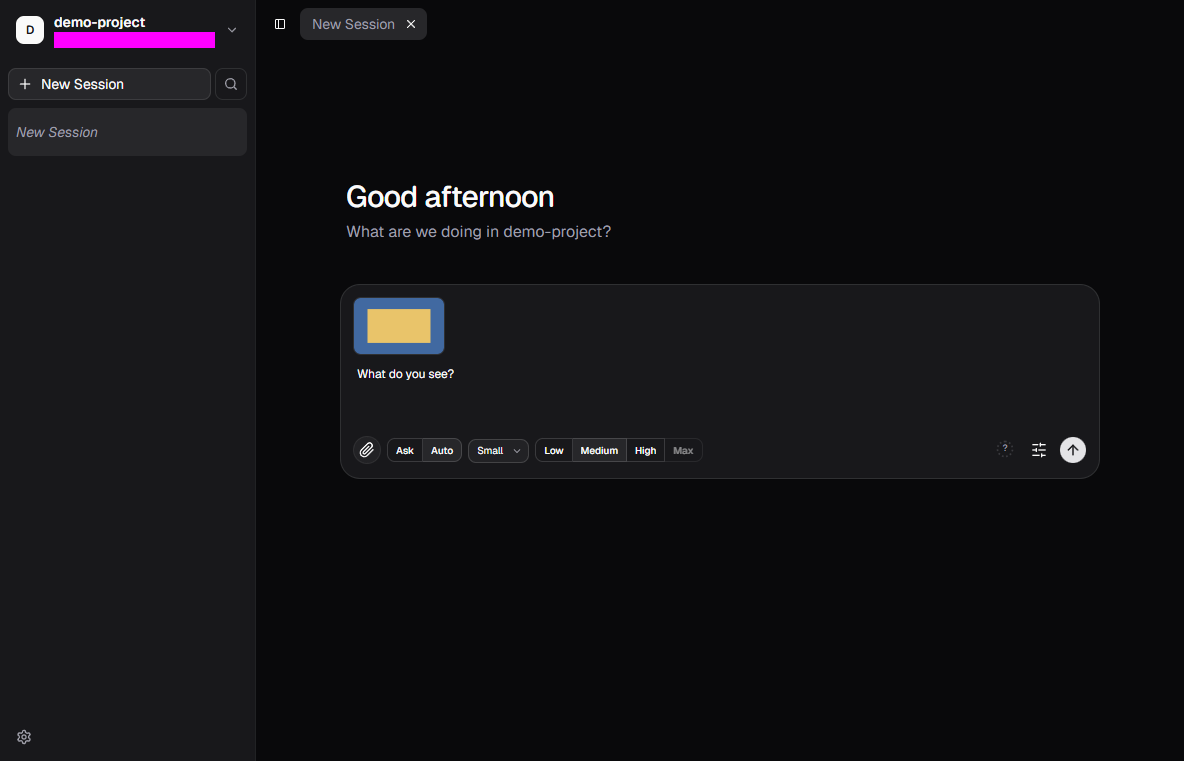 D
demo-project
New Session
New Session
New Session
Good afternoon
What are we doing in demo-project?
What do you see?
Ask Auto Small Low Medium High Max ?